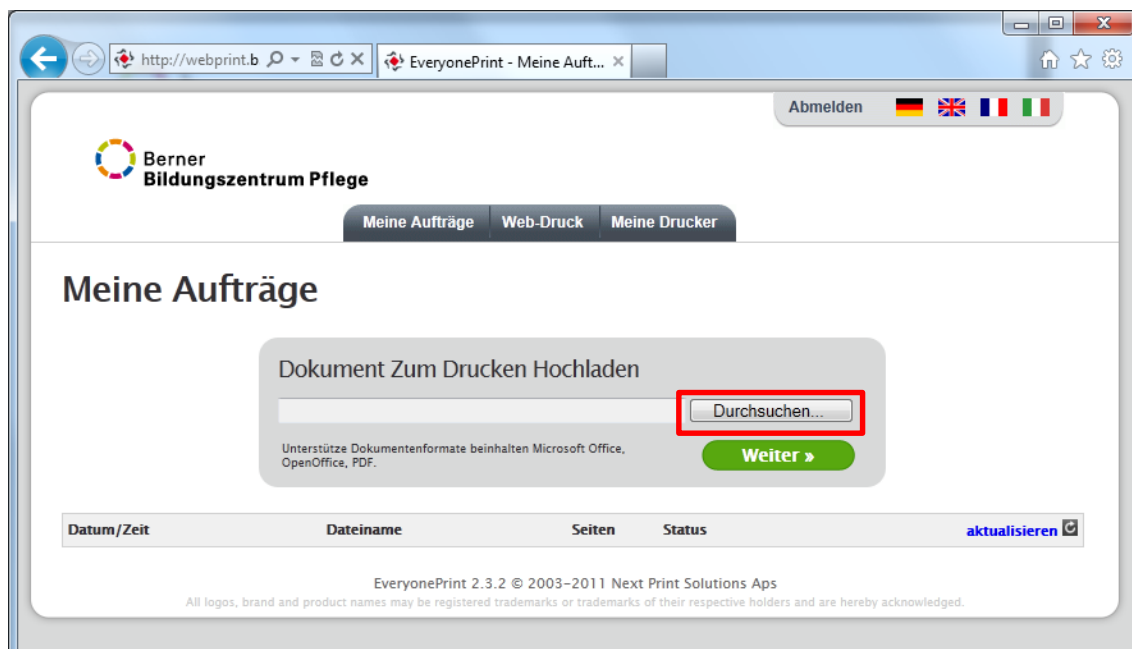 http://webprint.b
EveryonePrint - Meine Auft...
Abmelden
Berner
Bildungszentrum Pflege
Meine Aufträge Web-Druck Meine Drucker
Meine Aufträge
Dokument Zum Drucken Hochladen
Durchsuchen...
Unterstütze Dokumentenformate beinhalten Microsoft Office,
OpenOffice, PDF.
Weiter »
Datum/Zeit Dateiname Seiten Status aktualisieren
EveryonePrint 2.3.2 © 2003-2011 Next Print Solutions Aps
All logos, brand and product names may be registered trademarks or trademarks of their respective holders and are hereby acknowledged.